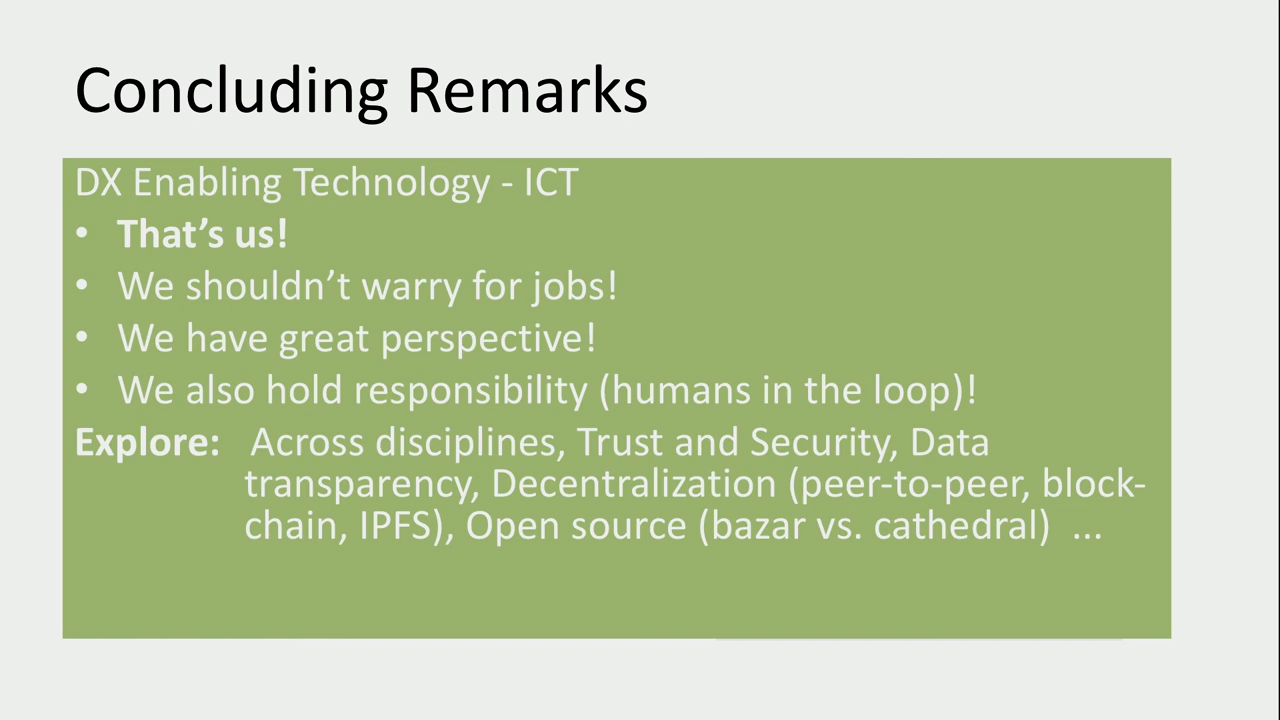 Concluding Remarks
DX Enabling Technology - ICT
• That's us!
• We shouldn't warry for jobs!
• We have great perspective!
• We also hold responsibility (humans in the loop)!
Explore: Across disciplines, Trust and Security, Data
transparency, Decentralization (peer-to-peer, block-
chain, IPFS), Open source (bazar vs. cathedral) ...